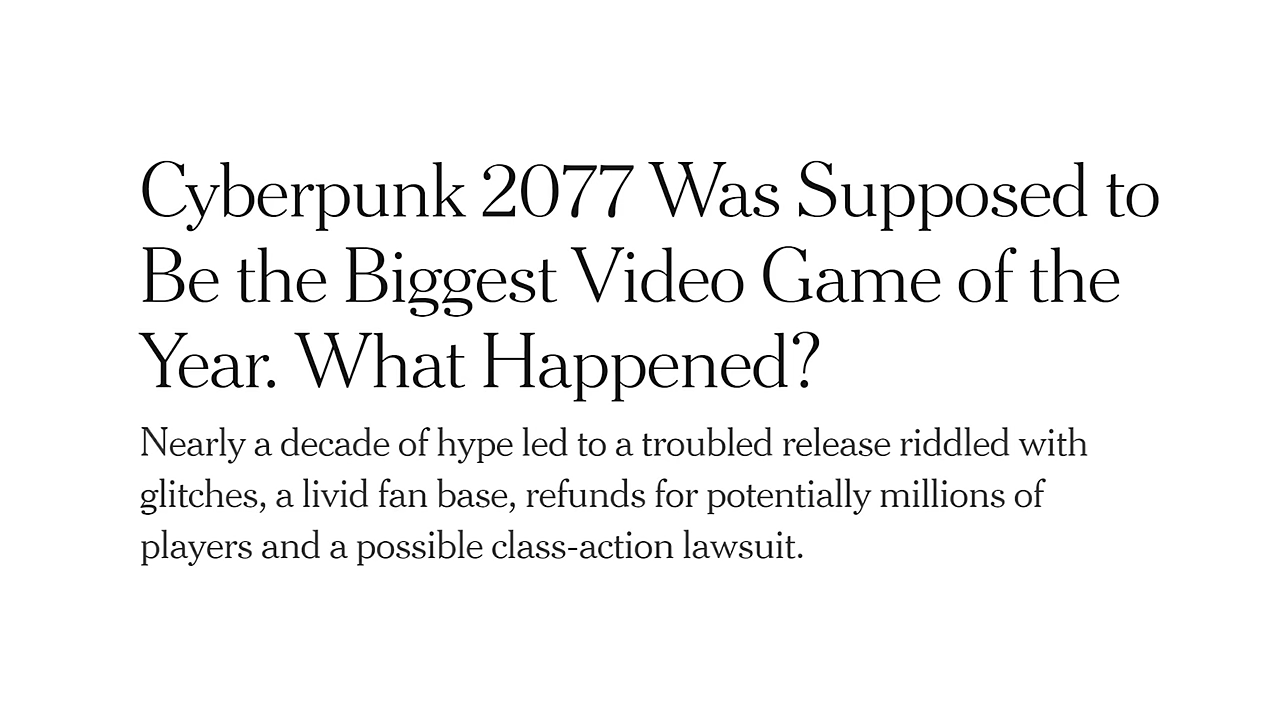 Cyberpunk 2077 Was Supposed to
Be the Biggest Video Game of the
Year. What Happened?
Nearly a decade of hype led to a troubled release riddled with
glitches, a livid fan base, refunds for potentially millions of
players and a possible class-action lawsuit.